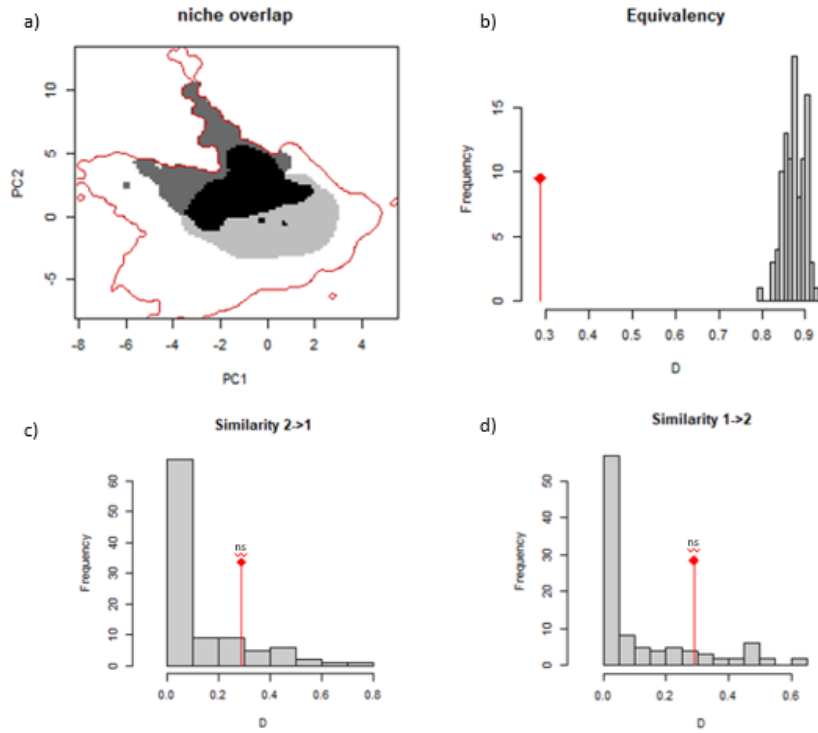 a)
niche overlap
PC2
10
5
0
-5
-8 -6 -4 -2 0 2 4
PC1
b)
Equivalency
Frequency
15
10
5
0
0.3 0.4 0.5 0.6 0.7 0.8 0.9
D
c)
Similarity 2->1
Frequency
60
50
40
30
20
10
0
ns
0.0 0.2 0.4 0.6 0.8
D
d)
Similarity 1->2
Frequency
50
40
30
20
10
0
ns
0.0 0.2 0.4 0.6
D